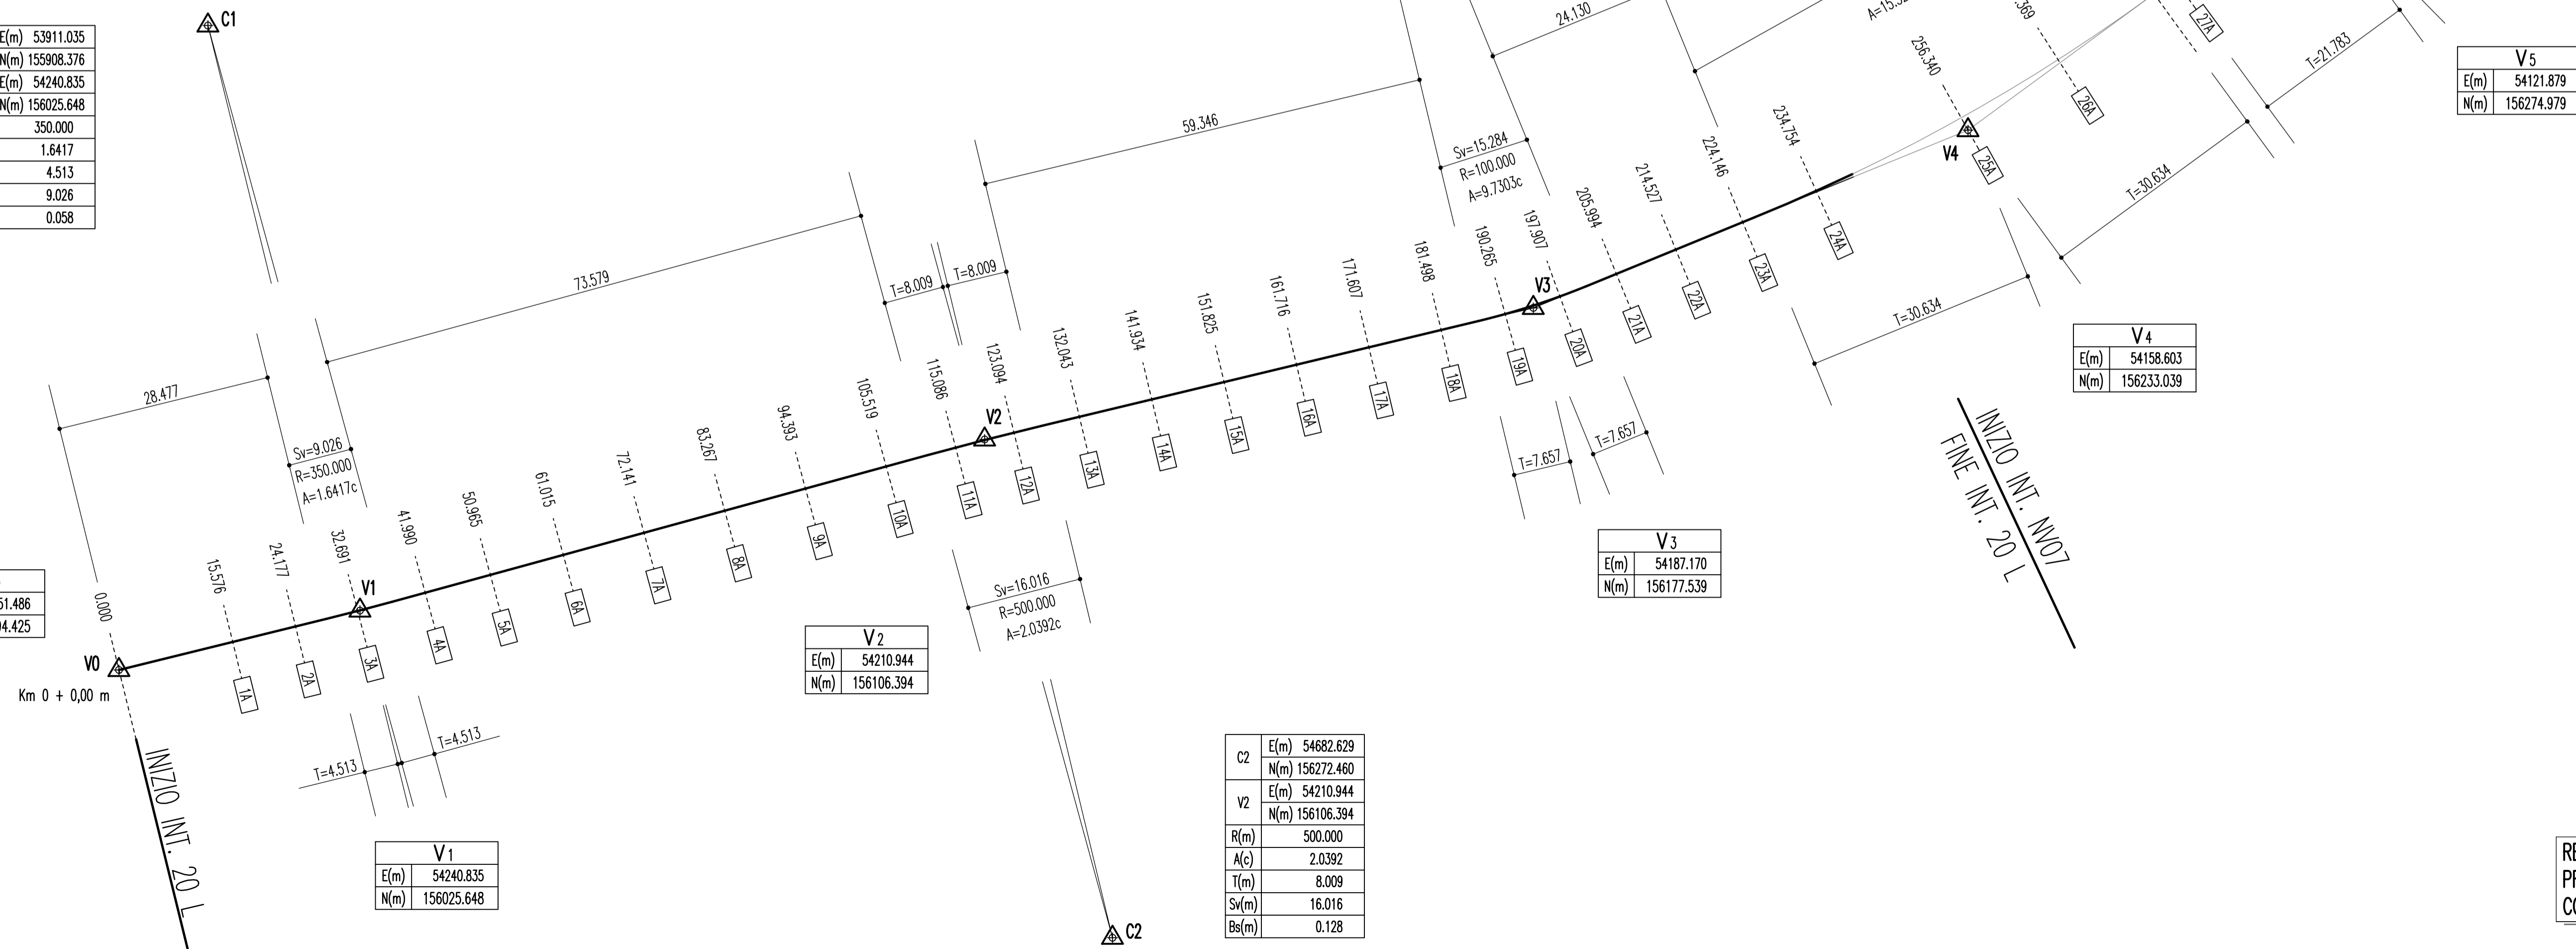 C1
E(m) 53911.035
N(m) 155908.376
E(m) 54240.835
N(m) 156025.648
350.000
1.6417
4.513
9.026
0.058
51.486
4.425
V0
Km 0 + 0,00 m
INIZIO INT. 20 L
28.477
Sv=9.026
R=350.000
A=1.6417c
73.579
T=8.009
T=8.009
59.346
Sv=15.284
R=100.000
A=9.7303c
24.130
0.000
15.576
24.177
32.691
41.990
50.965
61.015
72.141
83.267
94.393
105.519
115.086
123.094
132.043
141.934
151.825
161.716
171.607
181.498
190.265
197.907
205.994
214.527
224.146
234.754
256.340
V1
V2
V3
V4
1A
2A
3A
4A
5A
6A
7A
8A
9A
10A
11A
12A
13A
14A
15A
16A
17A
18A
19A
20A
21A
22A
23A
24A
25A
26A
27A
T=4.513
T=4.513
V1
E(m) 54240.835
N(m) 156025.648
V2
E(m) 54210.944
N(m) 156106.394
Sv=16.016
R=500.000
A=2.0392c
C2
C2
E(m) 54682.629
N(m) 156272.460
V2
E(m) 54210.944
N(m) 156106.394
R(m) 500.000
A(c) 2.0392
T(m) 8.009
Sv(m) 16.016
Bs(m) 0.128
T=7.657
T=7.657
V3
E(m) 54187.170
N(m) 156177.539
T=30.634
T=30.634
T=21.783
V4
E(m) 54158.603
N(m) 156233.039
V5
E(m) 54121.879
N(m) 156274.979
INIZIO INT. NV07
FINE INT. 20 L